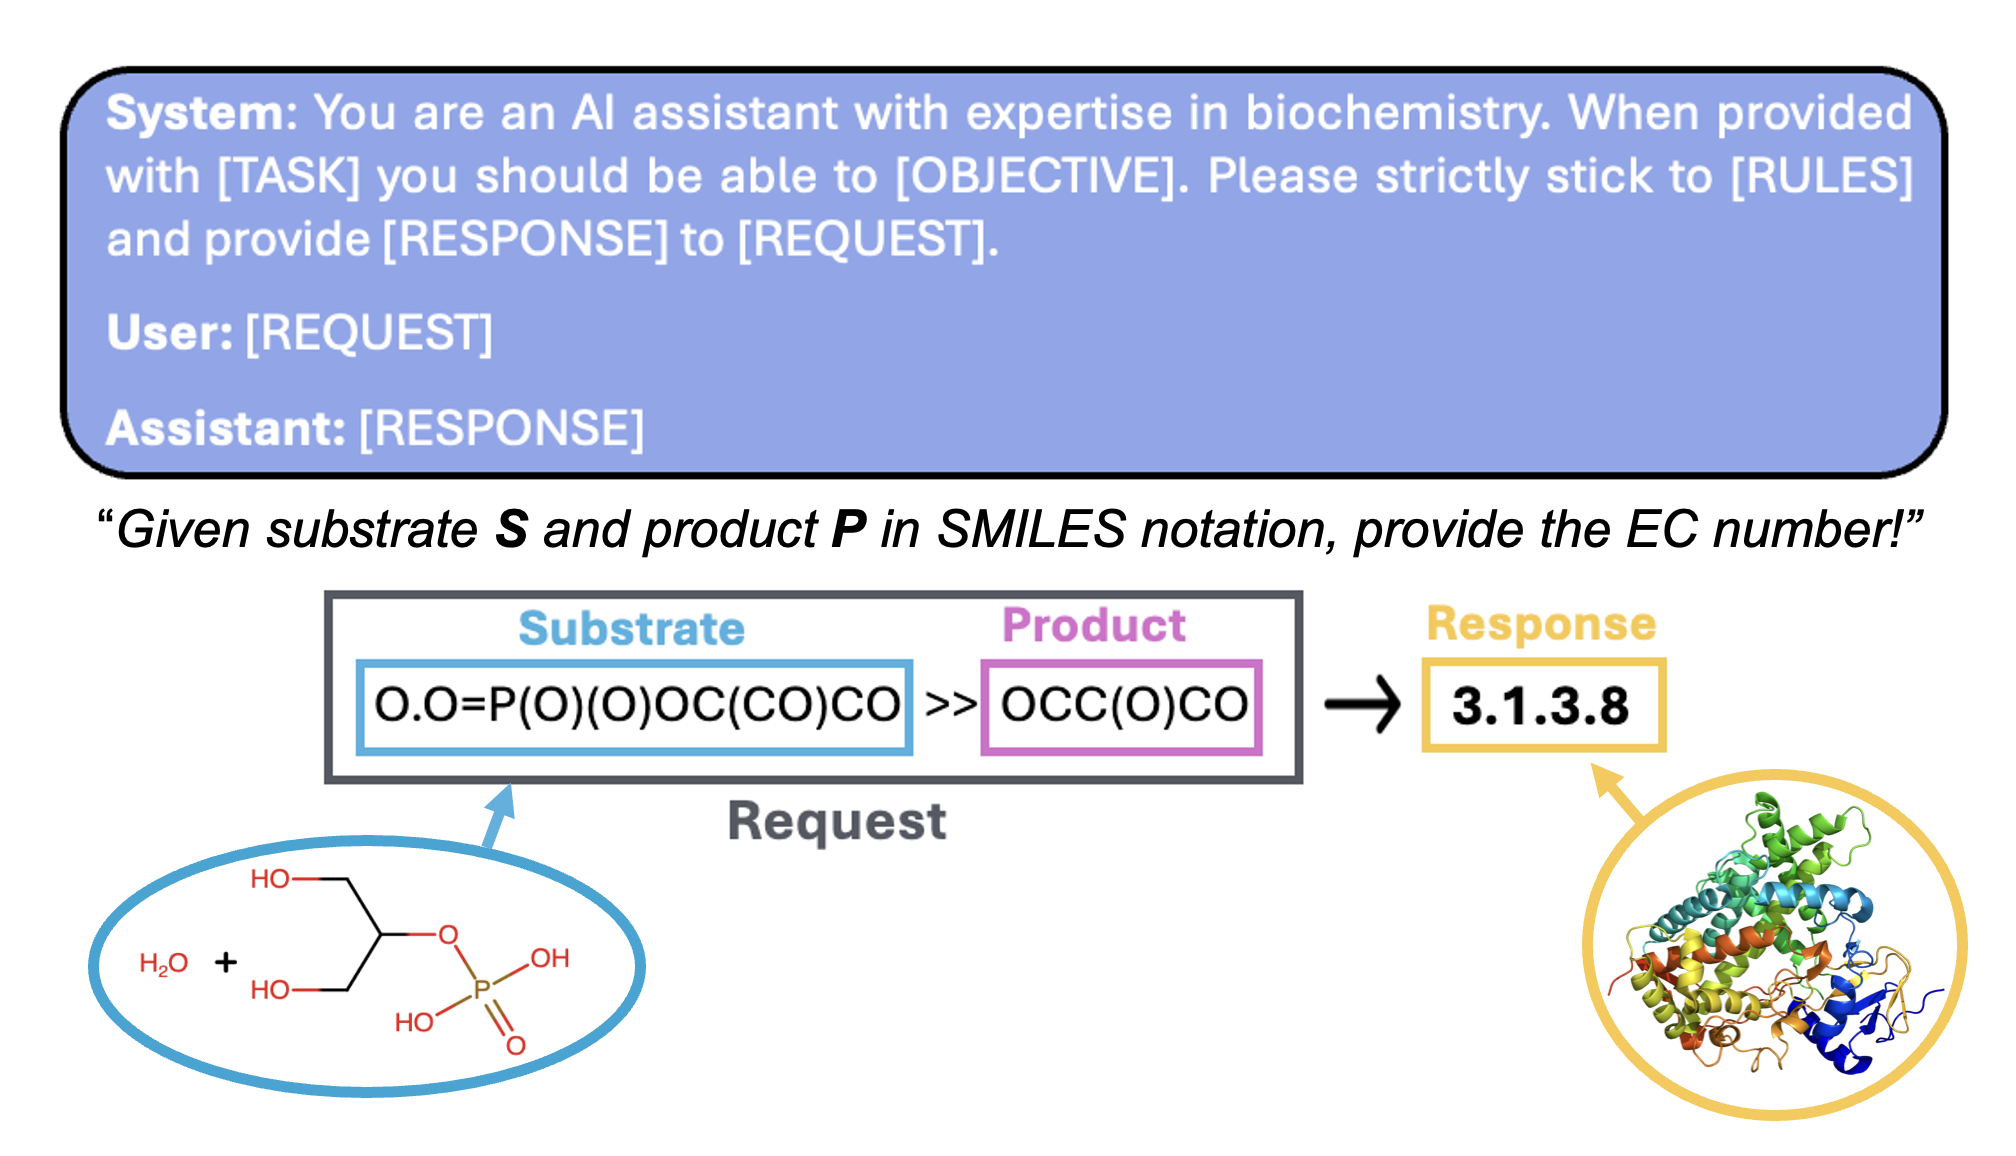 System: You are an AI assistant with expertise in biochemistry. When provided
with [TASK] you should be able to [OBJECTIVE]. Please strictly stick to [RULES]
and provide [RESPONSE] to [REQUEST].
User: [REQUEST]
Assistant: [RESPONSE]
“Given substrate S and product P in SMILES notation, provide the EC number!”
Substrate
Product
Response
O.O=P(O)(O)OC(CO)CO >> OCC(O)CO
3.1.3.8
Request
HO
H₂O +
O
OH
HO
P
HO
O